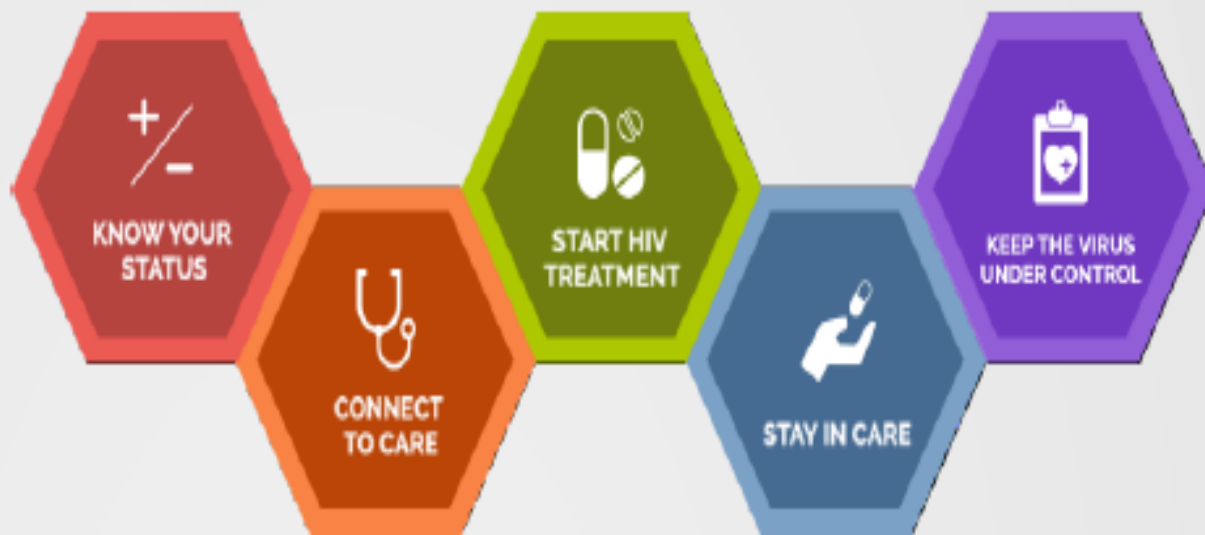 KNOW YOUR
STATUS
CONNECT
TO CARE
START HIV
TREATMENT
STAY IN CARE
KEEP THE VIRUS
UNDER CONTROL